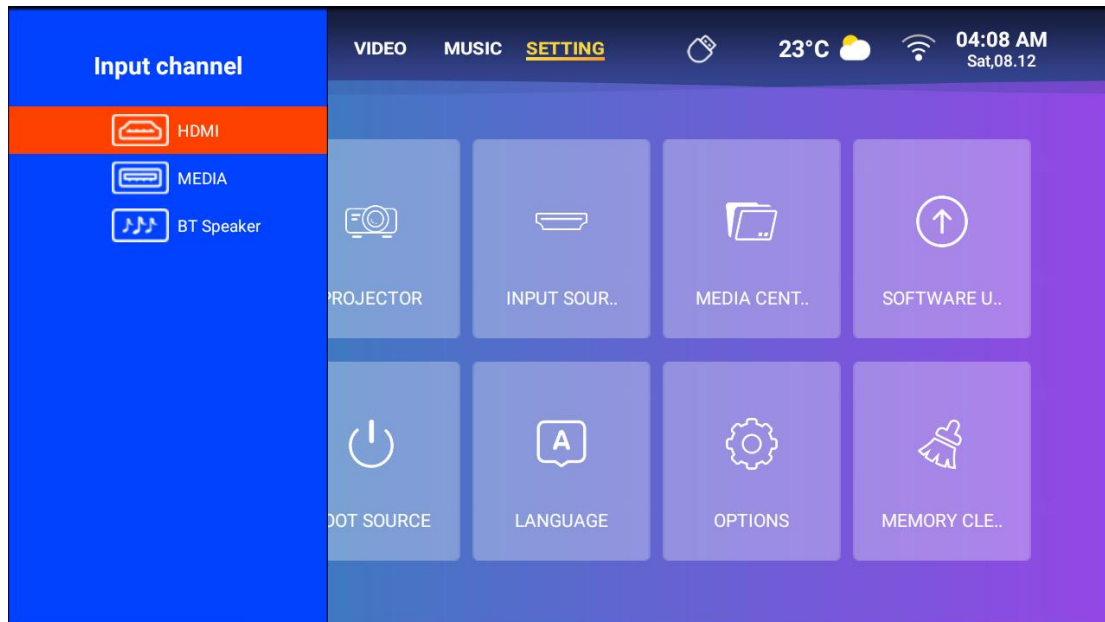 Input channel
HDMI
MEDIA
BT Speaker
VIDEO MUSIC SETTING
23°C
04:08 AM
Sat,08.12
PROJECTOR
INPUT SOUR..
MEDIA CENT..
SOFTWARE U..
OOT SOURCE
LANGUAGE
A
OPTIONS
MEMORY CLE..